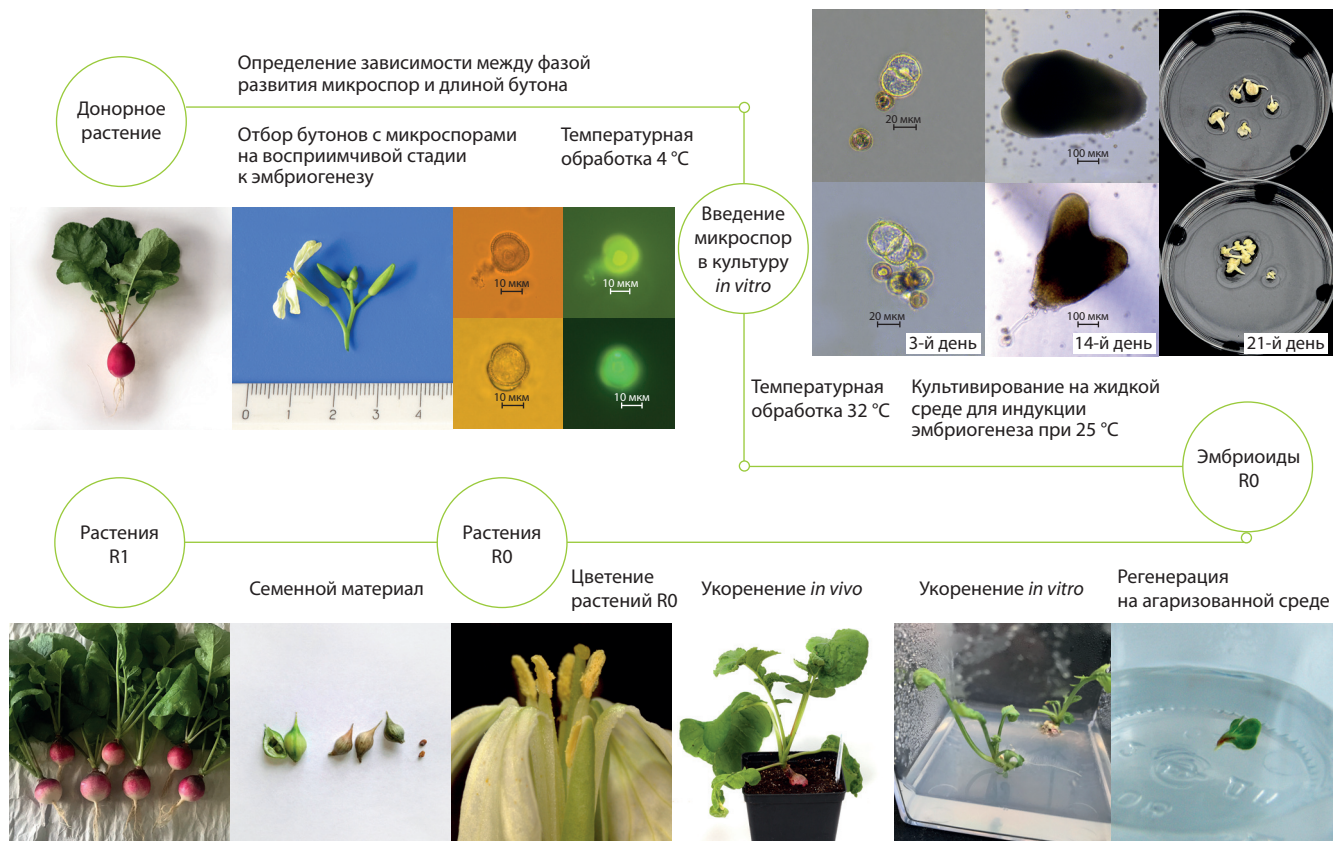 Донорное
растение
Определение зависимости между фазой
развития микроспор и длиной бутона
Отбор бутонов с микроспорами
на восприимчивой стадии
к эмбриогенезу
Температурная
обработка 4 °C
0 1 2 3 4
10 мкм
10 мкм
10 мкм
10 мкм
Введение
микроспор
в культуру
in vitro
20 мкм
100 мкм
20 мкм
3-й день
100 мкм
14-й день
21-й день
Температурная
обработка 32 °C
Культивирование на жидкой
среде для индукции
эмбриогенеза при 25 °C
Эмбриоиды
R0
Растения
R1
Семенной материал
Растения
R0
Цветение
растений R0
Укоренение in vivo
Укоренение in vitro
Регенерация
на агаризованной среде